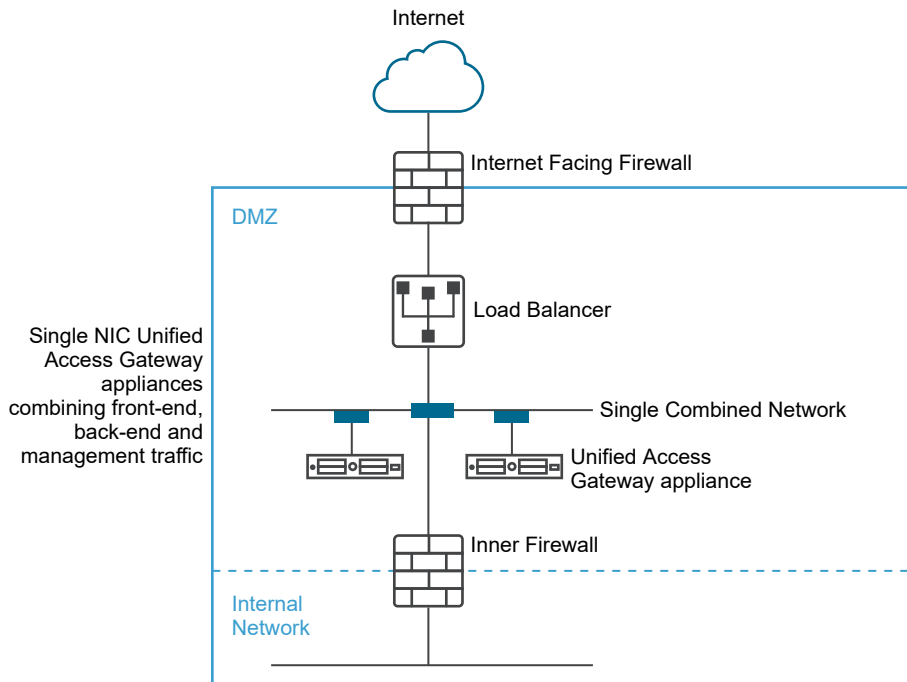 Internet
Internet Facing Firewall
DMZ
Load Balancer
Single NIC Unified
Access Gateway
appliances
combining front-end,
back-end and
management traffic
Single Combined Network
Unified Access
Gateway appliance
Inner Firewall
Internal
Network